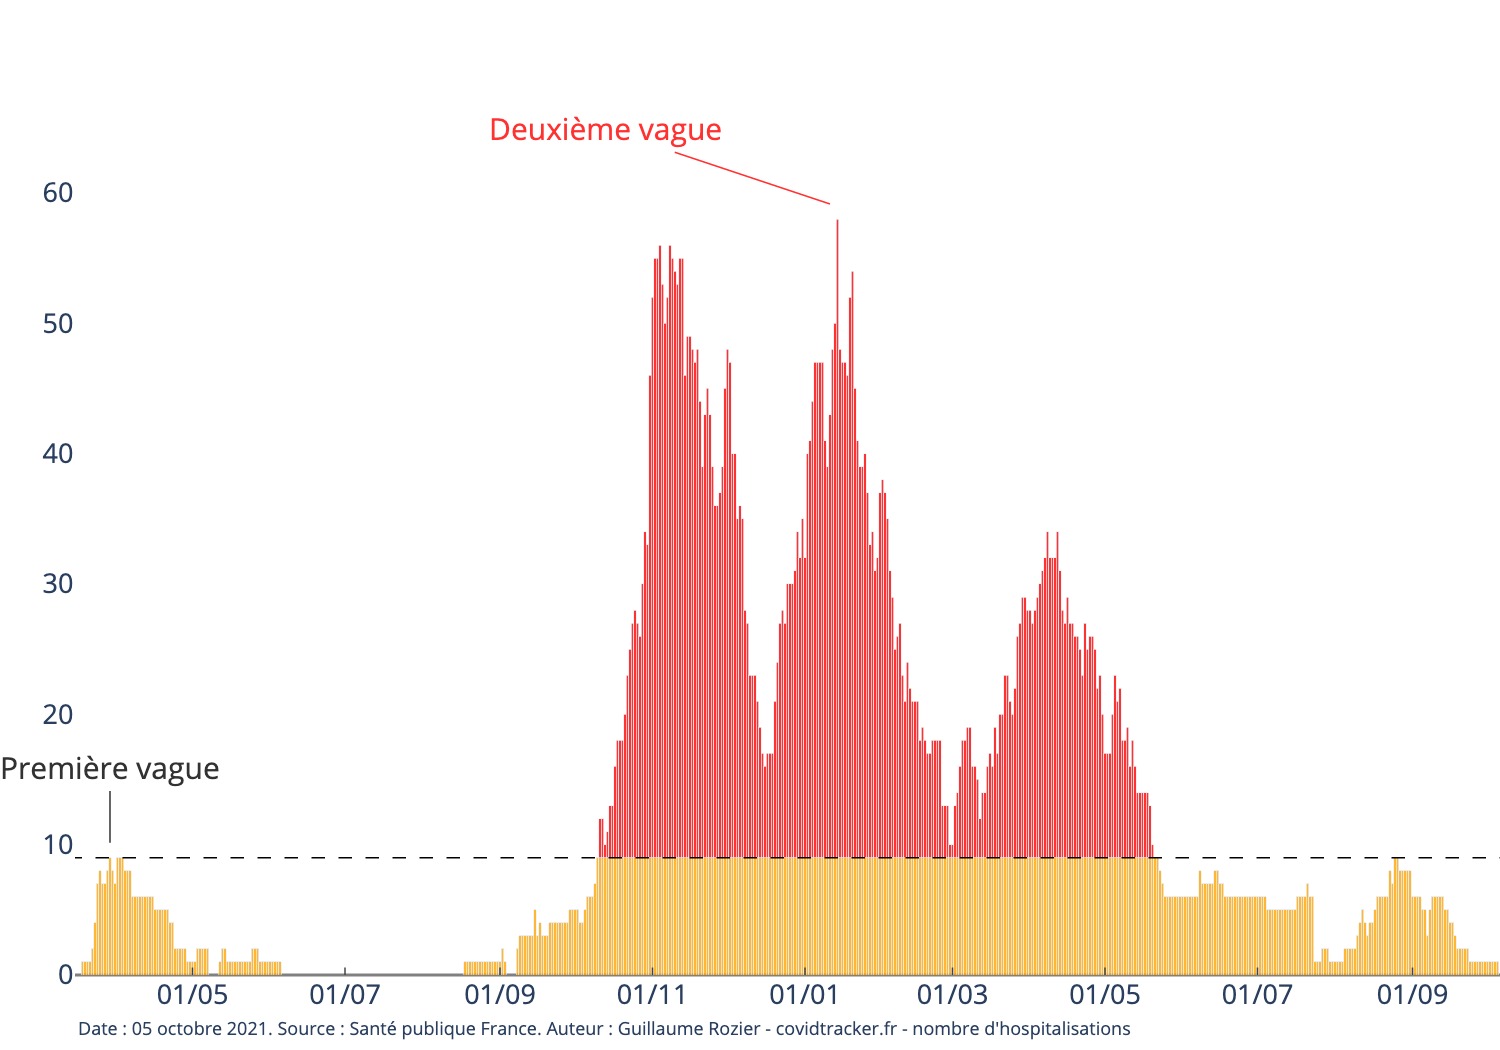 Deuxième vague
60
50
40
30
20
Première vague
10
0
01/05 01/07 01/09 01/11 01/01 01/03 01/05 01/07 01/09
Date : 05 octobre 2021. Source : Santé publique France. Auteur : Guillaume Rozier - covidtracker.fr - nombre d'hospitalisations